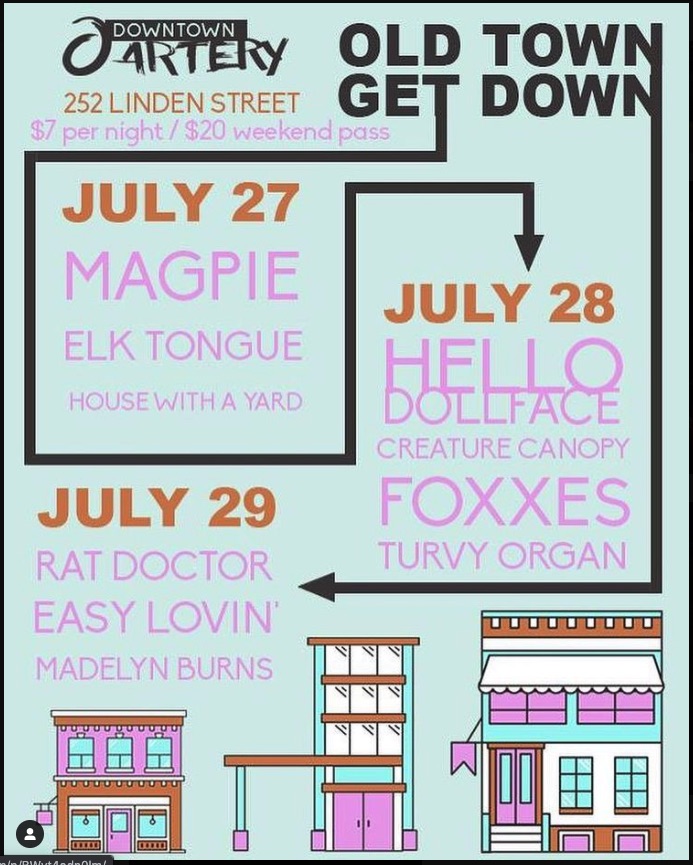 DOWNTOWN
ARTERY
OLD TOWN
GET DOWN
252 LINDEN STREET
$7 per night / $20 weekend pass
JULY 27
MAGPIE
ELK TONGUE
HOUSE WITH A YARD
JULY 28
HELLO
DOLLFACE
CREATURE CANOPY
FOXXES
TURVY ORGAN
JULY 29
RAT DOCTOR
EASY LOVIN'
MADELYN BURNS